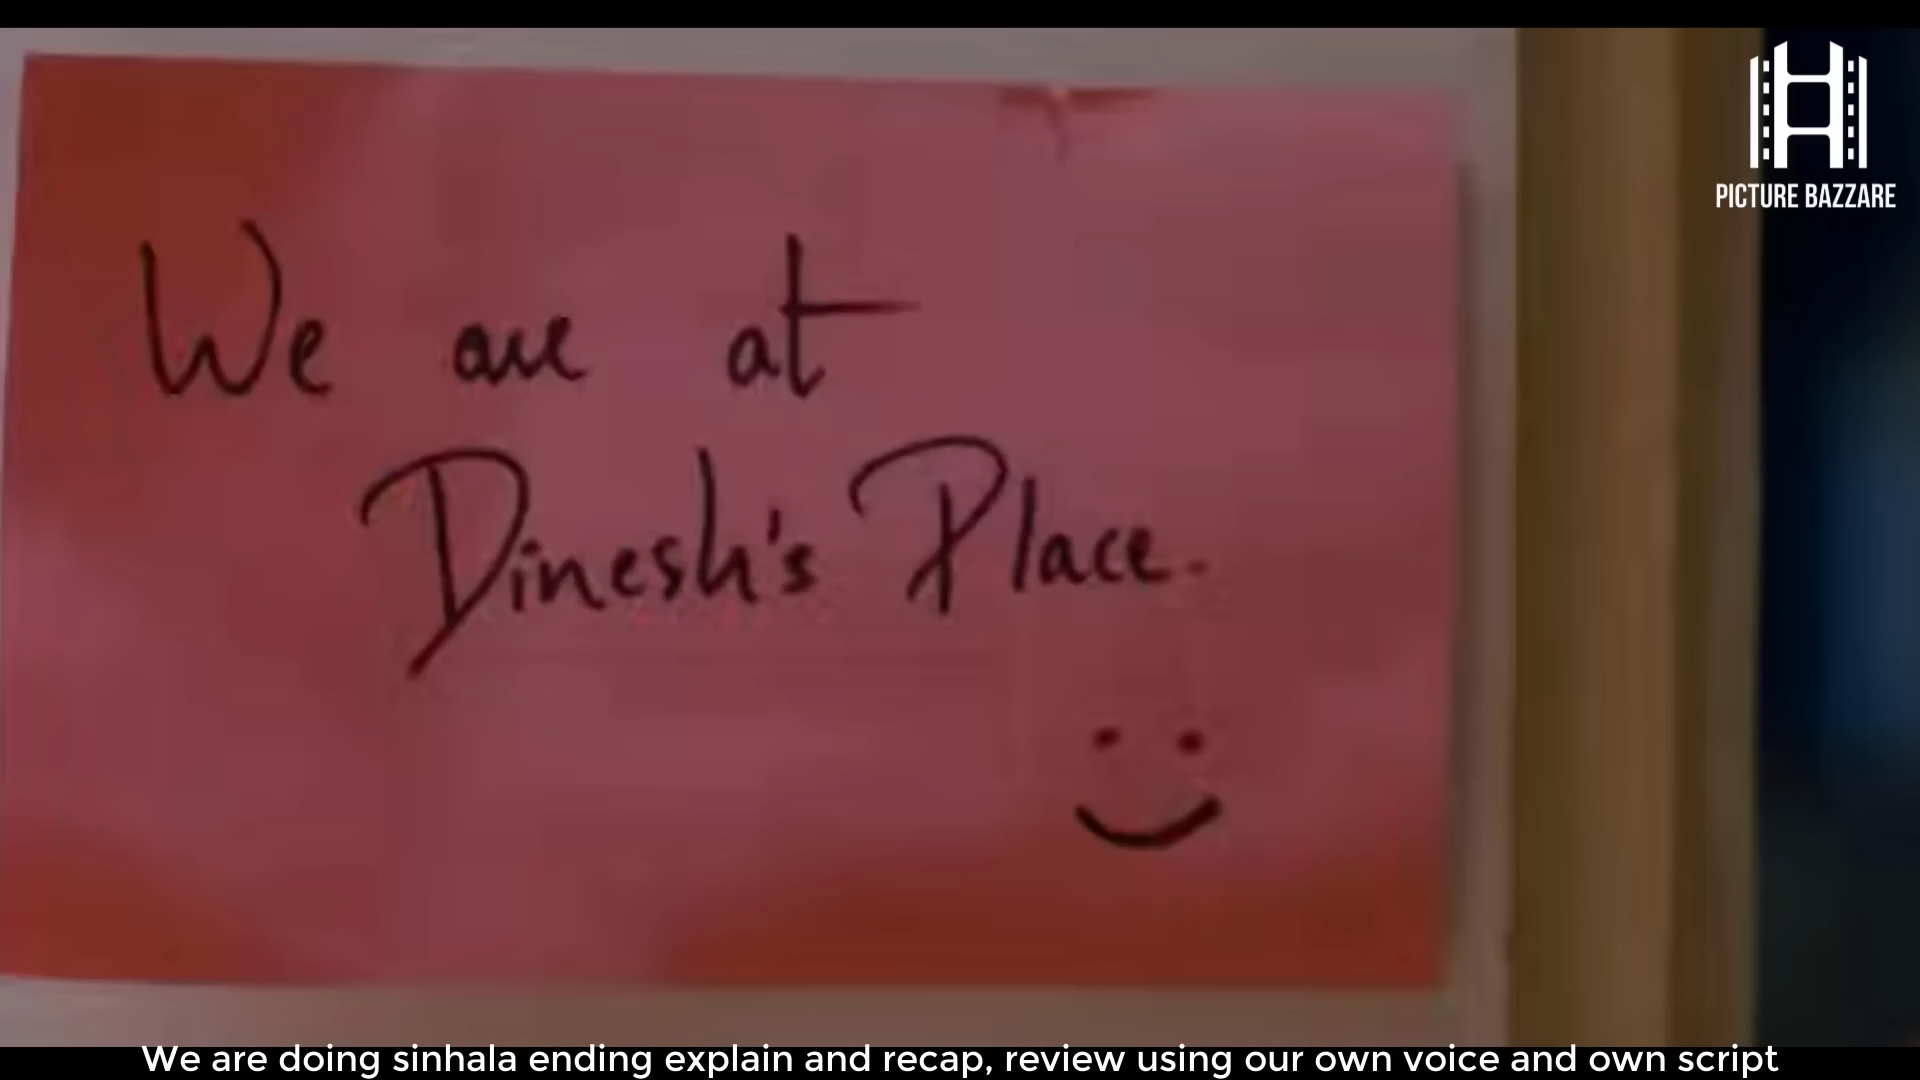 PICTURE BAZZARE
We are at
Dinesh's Place.
We are doing sinhala ending explain and recap, review using our own voice and own script